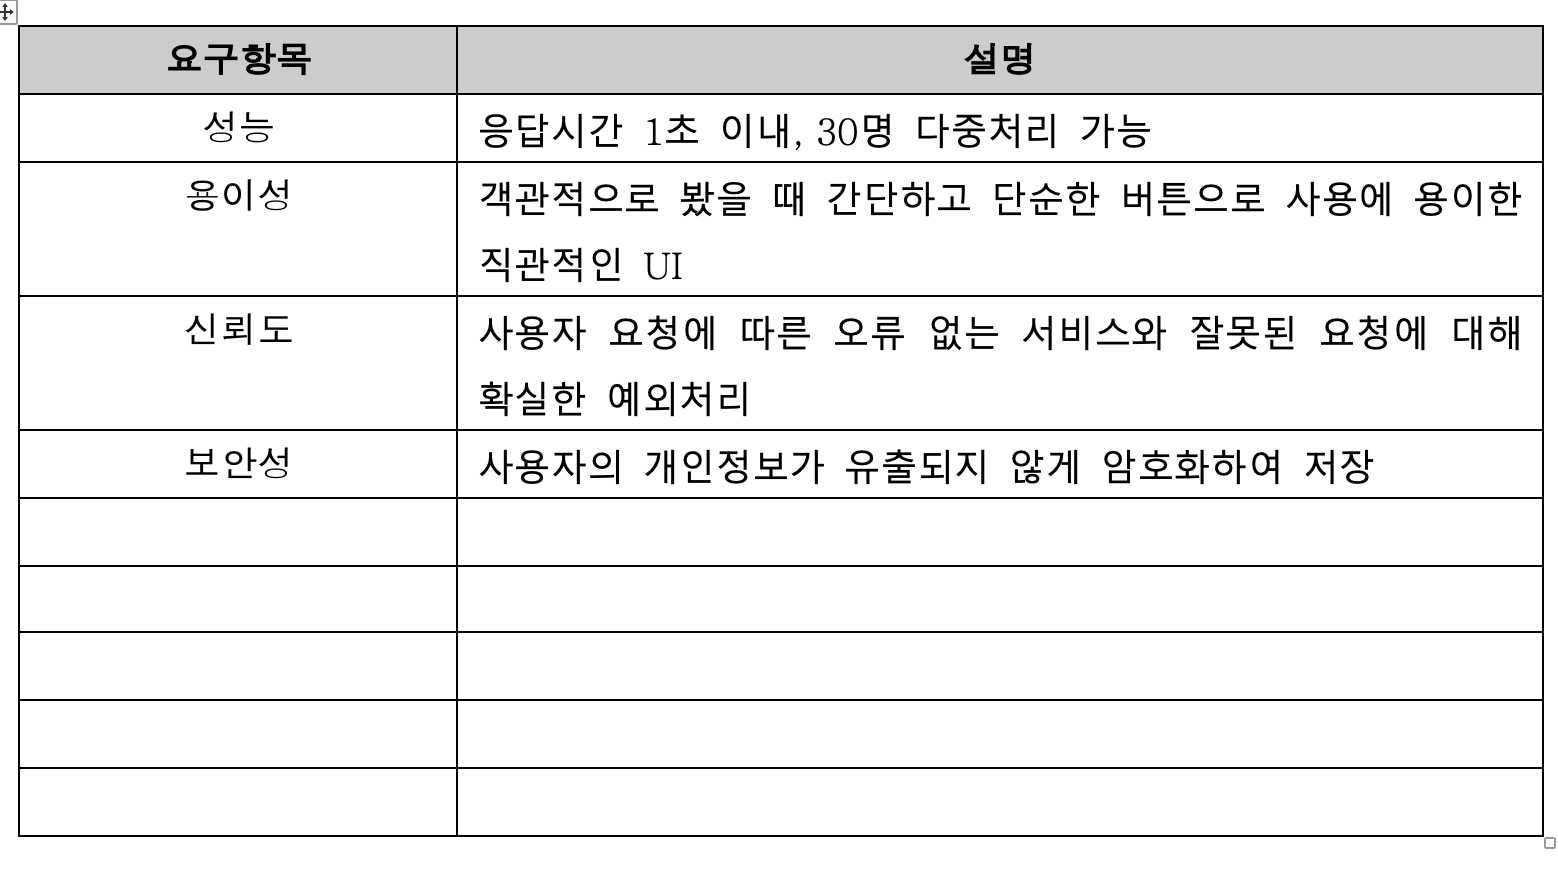 요구항목 설명
성능 응답시간 1초 이내, 30명 다중처리 가능
용이성 객관적으로 봤을 때 간단하고 단순한 버튼으로 사용에 용이한
직관적인 UI
신뢰도 사용자 요청에 따른 오류 없는 서비스와 잘못된 요청에 대해
확실한 예외처리
보안성 사용자의 개인정보가 유출되지 않게 암호화하여 저장